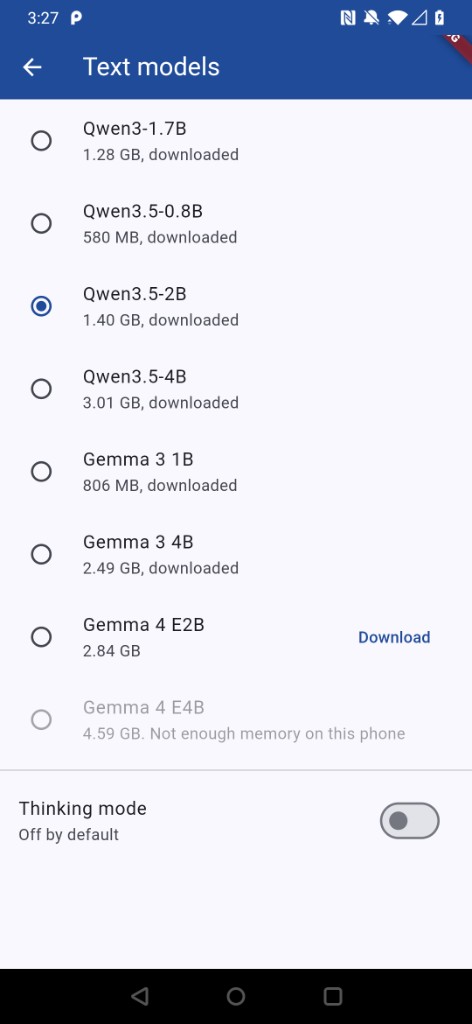 3:27
Text models
Qwen3-1.7B
1.28 GB, downloaded
Qwen3.5-0.8B
580 MB, downloaded
Qwen3.5-2B
1.40 GB, downloaded
Qwen3.5-4B
3.01 GB, downloaded
Gemma 3 1B
806 MB, downloaded
Gemma 3 4B
2.49 GB, downloaded
Gemma 4 E2B
2.84 GB
Download
Gemma 4 E4B
4.59 GB. Not enough memory on this phone
Thinking mode
Off by default